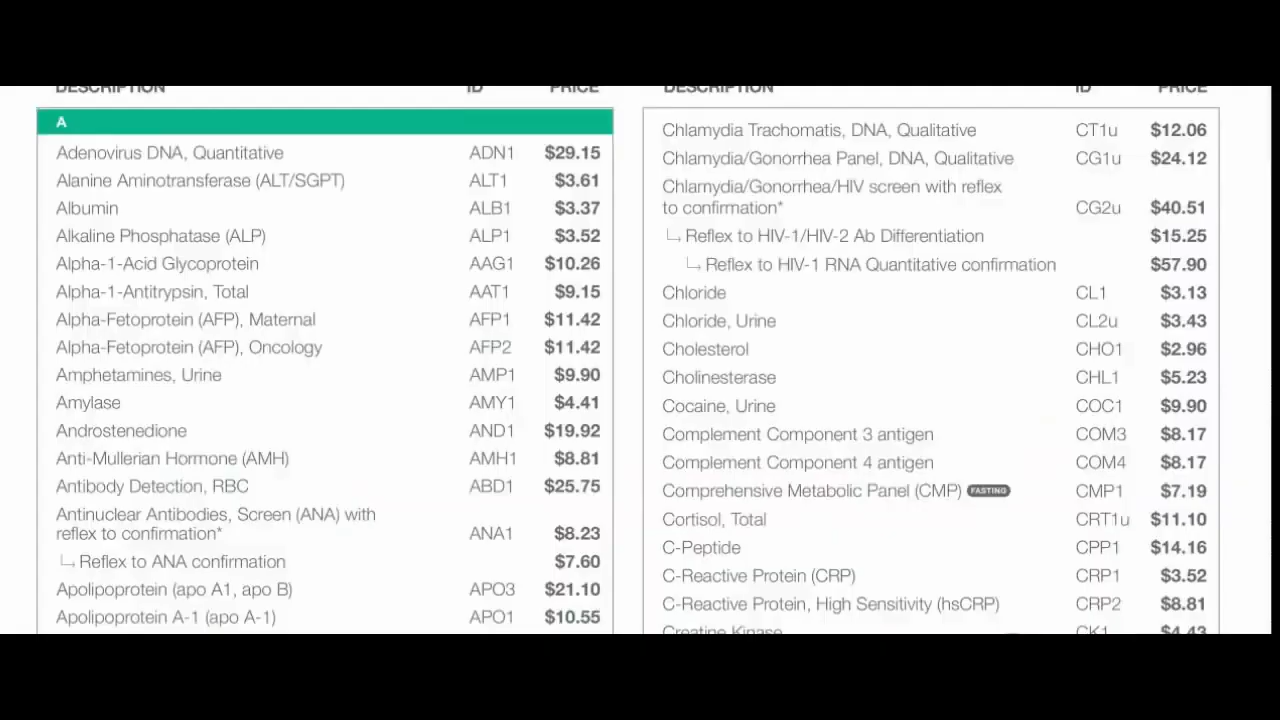 DESCRIPTION ID PRICE
A
Adenovirus DNA, Quantitative ADN1 $29.15
Alanine Aminotransferase (ALT/SGPT) ALT1 $3.61
Albumin ALB1 $3.37
Alkaline Phosphatase (ALP) ALP1 $3.52
Alpha-1-Acid Glycoprotein AAG1 $10.26
Alpha-1-Antitrypsin, Total AAT1 $9.15
Alpha-Fetoprotein (AFP), Maternal AFP1 $11.42
Alpha-Fetoprotein (AFP), Oncology AFP2 $11.42
Amphetamines, Urine AMP1 $9.90
Amylase AMY1 $4.41
Androstenedione AND1 $19.92
Anti-Mullerian Hormone (AMH) AMH1 $8.81
Antibody Detection, RBC ABD1 $25.75
Antinuclear Antibodies, Screen (ANA) with
reflex to confirmation* ANA1 $8.23
Reflex to ANA confirmation $7.60
Apolipoprotein (apo A1, apo B) APO3 $21.10
Apolipoprotein A-1 (apo A-1) APO1 $10.55
DESCRIPTION ID PRICE
Chlamydia Trachomatis, DNA, Qualitative CT1u $12.06
Chlamydia/Gonorrhea Panel, DNA, Qualitative CG1u $24.12
Chlamydia/Gonorrhea/HIV screen with reflex
to confirmation* CG2u $40.51
Reflex to HIV-1/HIV-2 Ab Differentiation $15.25
Reflex to HIV-1 RNA Quantitative confirmation $57.90
Chloride CL1 $3.13
Chloride, Urine CL2u $3.43
Cholesterol CHO1 $2.96
Cholinesterase CHL1 $5.23
Cocaine, Urine COC1 $9.90
Complement Component 3 antigen COM3 $8.17
Complement Component 4 antigen COM4 $8.17
Comprehensive Metabolic Panel (CMP) FASTING CMP1 $7.19
Cortisol, Total CRT1u $11.10
C-Peptide CPP1 $14.16
C-Reactive Protein (CRP) CRP1 $3.52
C-Reactive Protein, High Sensitivity (hsCRP) CRP2 $8.81
Creatine Kinase CK1 $4.43